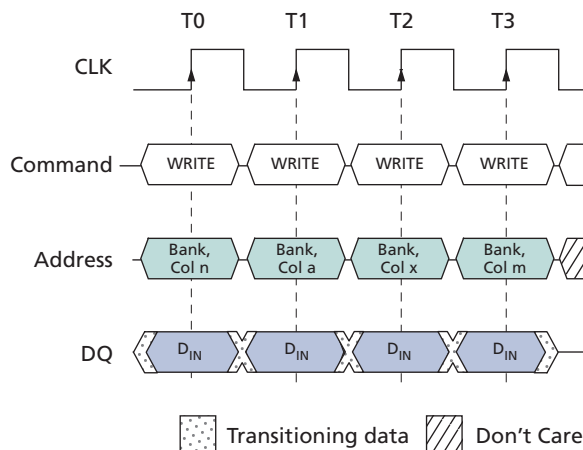 T0 T1 T2 T3
CLK
Command WRITE WRITE WRITE WRITE
Address Bank, Col n Bank, Col a Bank, Col x Bank, Col m
DQ DIN DIN DIN DIN
Transitioning data Don't Care